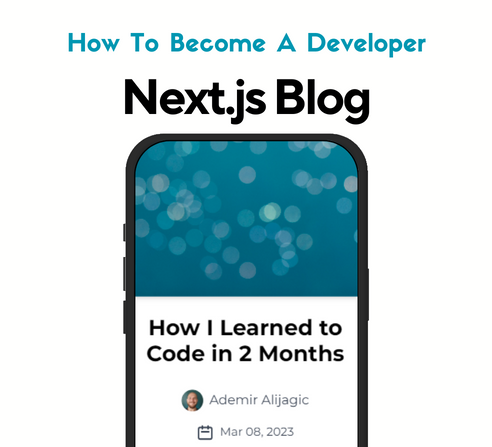 How To Become A Developer
Next.js Blog
How I Learned to
Code in 2 Months
Ademir Alijagic
Mar 08, 2023